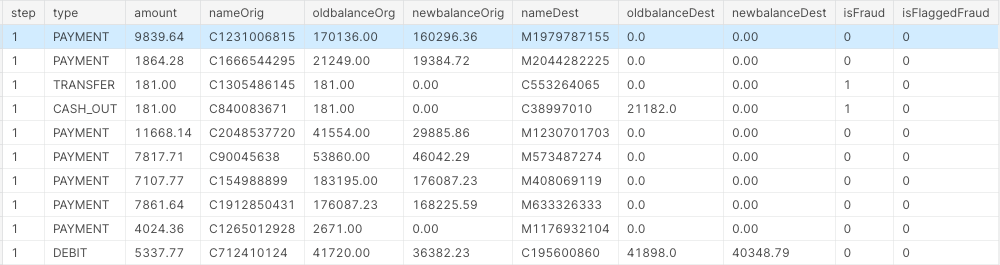 step type amount nameOrig oldbalanceOrg newbalanceOrig nameDest oldbalanceDest newbalanceDest isFraud isFlaggedFraud
1 PAYMENT 9839.64 C1231006815 170136.00 160296.36 M1979787155 0.0 0.00 0 0
1 PAYMENT 1864.28 C1666544295 21249.00 19384.72 M2044282225 0.0 0.00 0 0
1 TRANSFER 181.00 C1305486145 181.00 0.00 C553264065 0.0 0.00 1 0
1 CASH_OUT 181.00 C840083671 181.00 0.00 C38997010 21182.0 0.00 1 0
1 PAYMENT 11668.14 C2048537720 41554.00 29885.86 M1230701703 0.0 0.00 0 0
1 PAYMENT 7817.71 C90045638 53860.00 46042.29 M573487274 0.0 0.00 0 0
1 PAYMENT 7107.77 C154988899 183195.00 176087.23 M408069119 0.0 0.00 0 0
1 PAYMENT 7861.64 C1912850431 176087.23 168225.59 M633326333 0.0 0.00 0 0
1 PAYMENT 4024.36 C1265012928 2671.00 0.00 M1176932104 0.0 0.00 0 0
1 DEBIT 5337.77 C712410124 41720.00 36382.23 C195600860 41898.0 40348.79 0 0